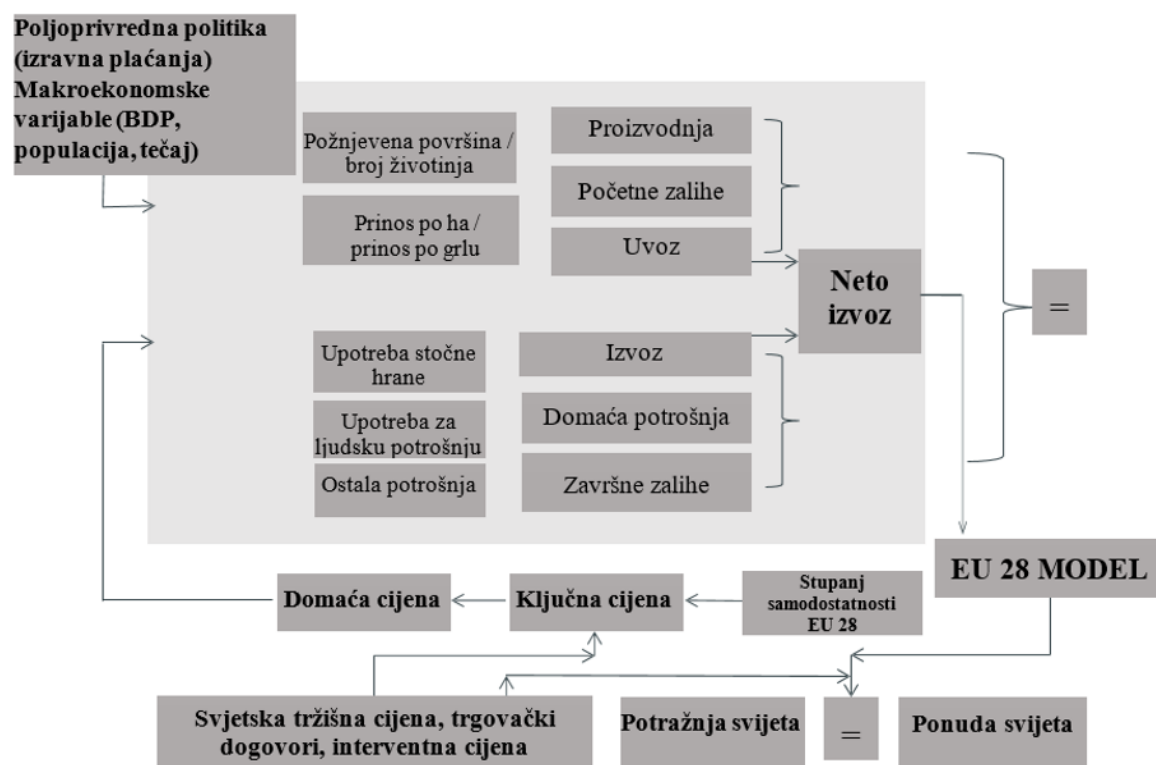 Poljoprivredna politika
(izravna plaćanja)
Makroekonomske
varijable (BDP,
populacija, tečaj)
Požnjevena površina /
broj životinja
Prinos po ha /
prinos po grlu
Proizvodnja
Početne zalihe
Uvoz
Neto
izvoz
=
Upotreba stočne
hrane
Upotreba za
ljudsku potrošnju
Ostala potrošnja
Izvoz
Domaća potrošnja
Završne zalihe
EU 28 MODEL
Domaća cijena
Ključna cijena
Stupanj
samodostatnosti
EU 28
Svjetska tržišna cijena, trgovački
dogovori, interventna cijena
Potražnja svijeta
=
Ponuda svijeta